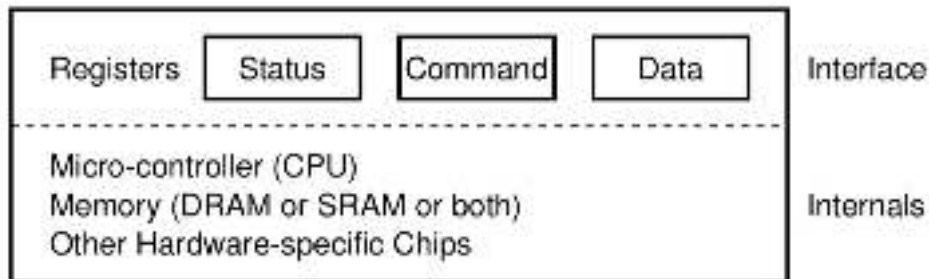 Registers Status Command Data Interface
Micro-controller (CPU)
Memory (DRAM or SRAM or both) Internals
Other Hardware-specific Chips